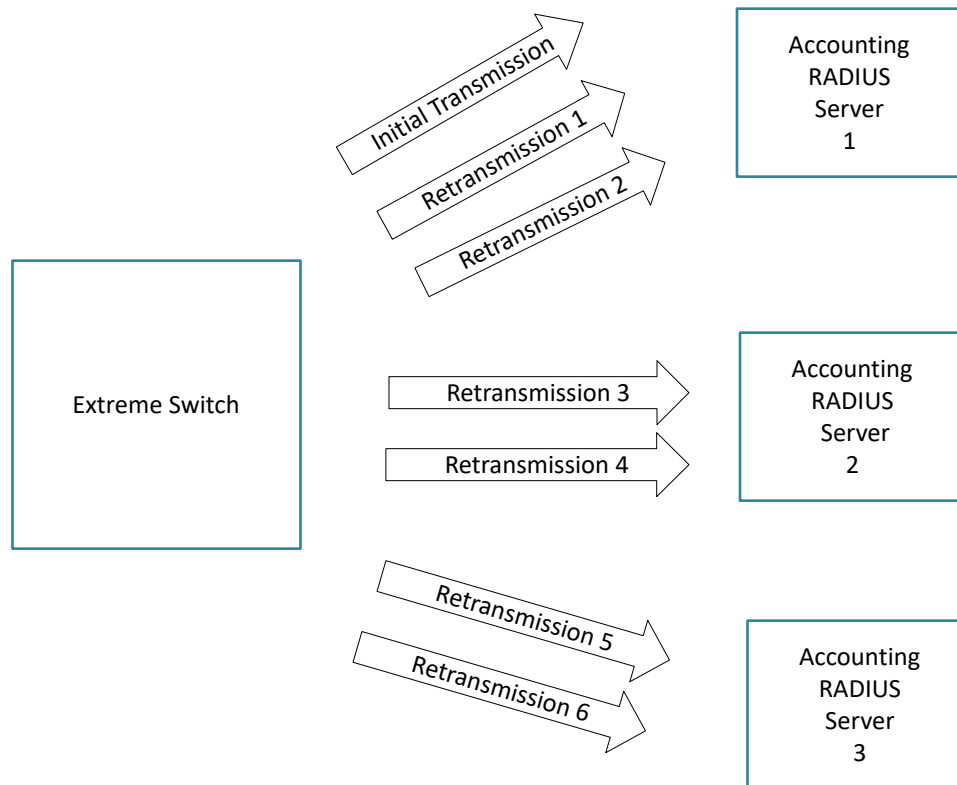 Initial Transmission
Retransmission 1
Retransmission 2
Accounting
RADIUS
Server
1
Extreme Switch
Retransmission 3
Retransmission 4
Accounting
RADIUS
Server
2
Retransmission 5
Retransmission 6
Accounting
RADIUS
Server
3